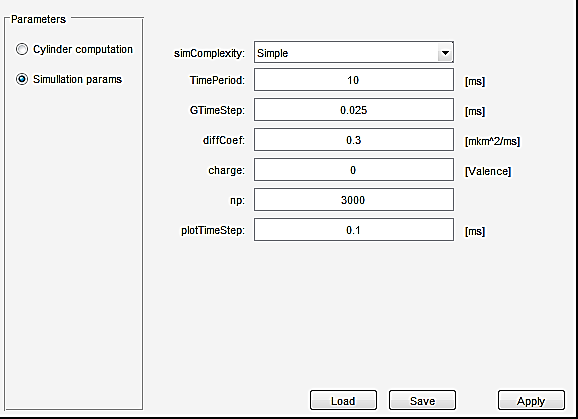 Parameters
Cylinder computation
Simullation params
simComplexity: Simple
TimePeriod: 10 [ms]
GTimeStep: 0.025 [ms]
diffCoef: 0.3 [mkm^2/ms]
charge: 0 [Valence]
np: 3000
plotTimeStep: 0.1 [ms]
Load Save Apply